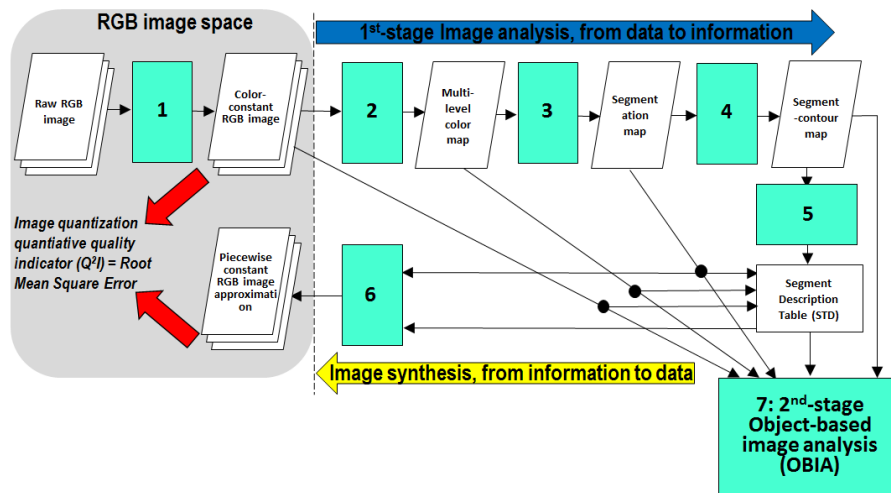 RGB image space
1st-stage Image analysis, from data to information
Raw RGB
image
1
Color-
constant
RGB image
2
Multi-
level color
map
3
Segment
ation
map
4
Segment
-contour
map
5
Image quantization
quantiative quality
indicator (Q²I) = Root
Mean Square Error
Piecewise
constant
RGB image
approximati
on
6
Segment
Description
Table (STD)
Image synthesis, from information to data
7: 2nd-stage
Object-based
image analysis
(OBIA)